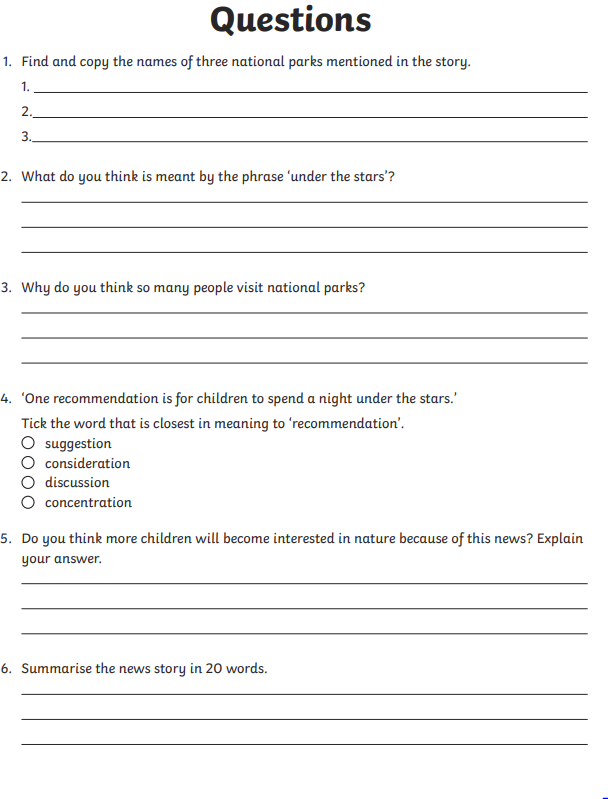 Questions
1. Find and copy the names of three national parks mentioned in the story.
1.
2.
3.
2. What do you think is meant by the phrase ‘under the stars’?
3. Why do you think so many people visit national parks?
4. ‘One recommendation is for children to spend a night under the stars.’
Tick the word that is closest in meaning to ‘recommendation’.
suggestion
consideration
discussion
concentration
5. Do you think more children will become interested in nature because of this news? Explain
your answer.
6. Summarise the news story in 20 words.